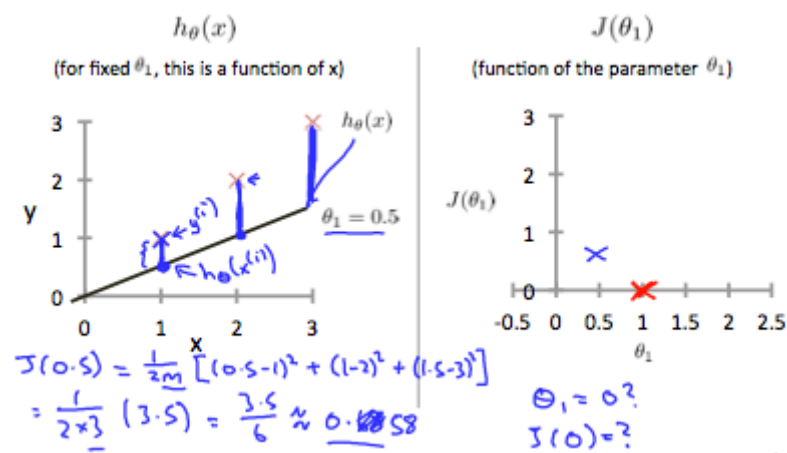 hθ(x)
(for fixed θ₁, this is a function of x)
3
2
1
0
y
0 1 2 3
x
hθ(x)
θ₁ = 0.5
y⁽ⁱ⁾
hθ(x⁽ⁱ⁾)
J(0.5) = 1/2m [(0.5-1)² + (1-2)² + (1.5-3)²]
= 1/2×3 (3.5) = 3.5/6 ≈ 0.58
J(θ₁)
(function of the parameter θ₁)
3
2
1
0
J(θ₁)
-0.5 0 0.5 1 1.5 2 2.5
θ₁
θ₁ = 0?
J(0) = ?